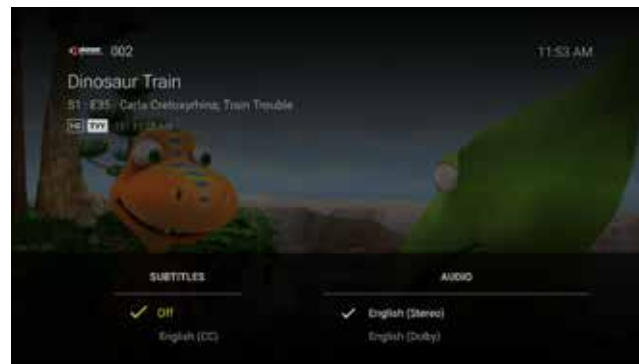 002
11:53 AM
Dinosaur Train
S1 : E35 - Carla Cretoxyrhina; Train Trouble
HD TVY
SUBTITLES
AUDIO
Off
English (Stereo)
English (CC)
English (Dolby)